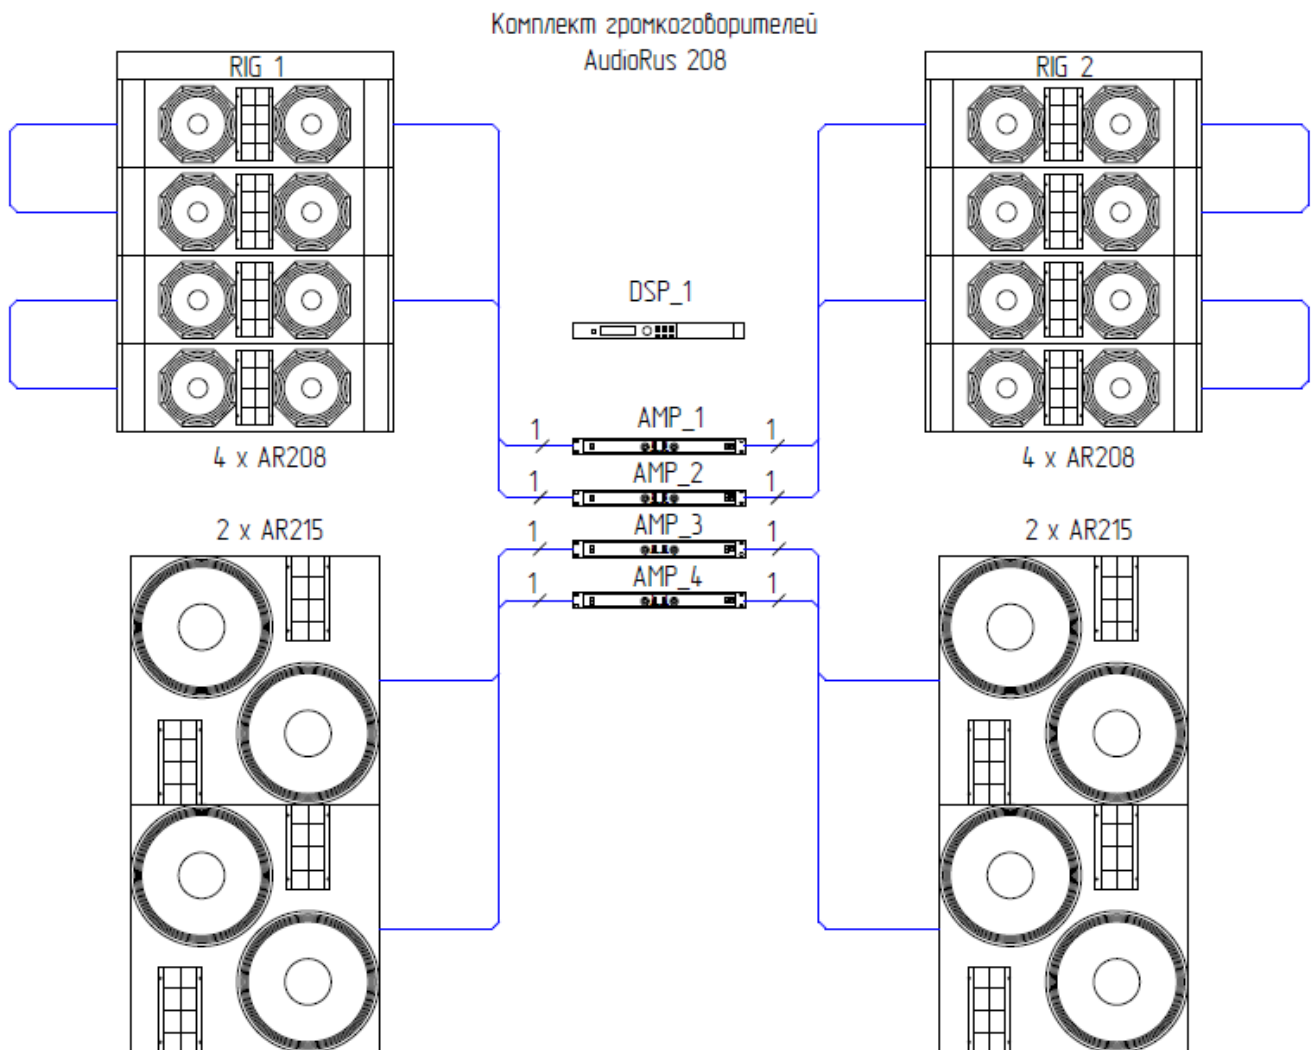 Комплект громкоговорителей
AudioRus 208
RIG 1
RIG 2
DSP_1
AMP_1
1
1
4 x AR208
4 x AR208
AMP_2
1
1
2 x AR215
AMP_3
2 x AR215
1
1
AMP_4
1
1